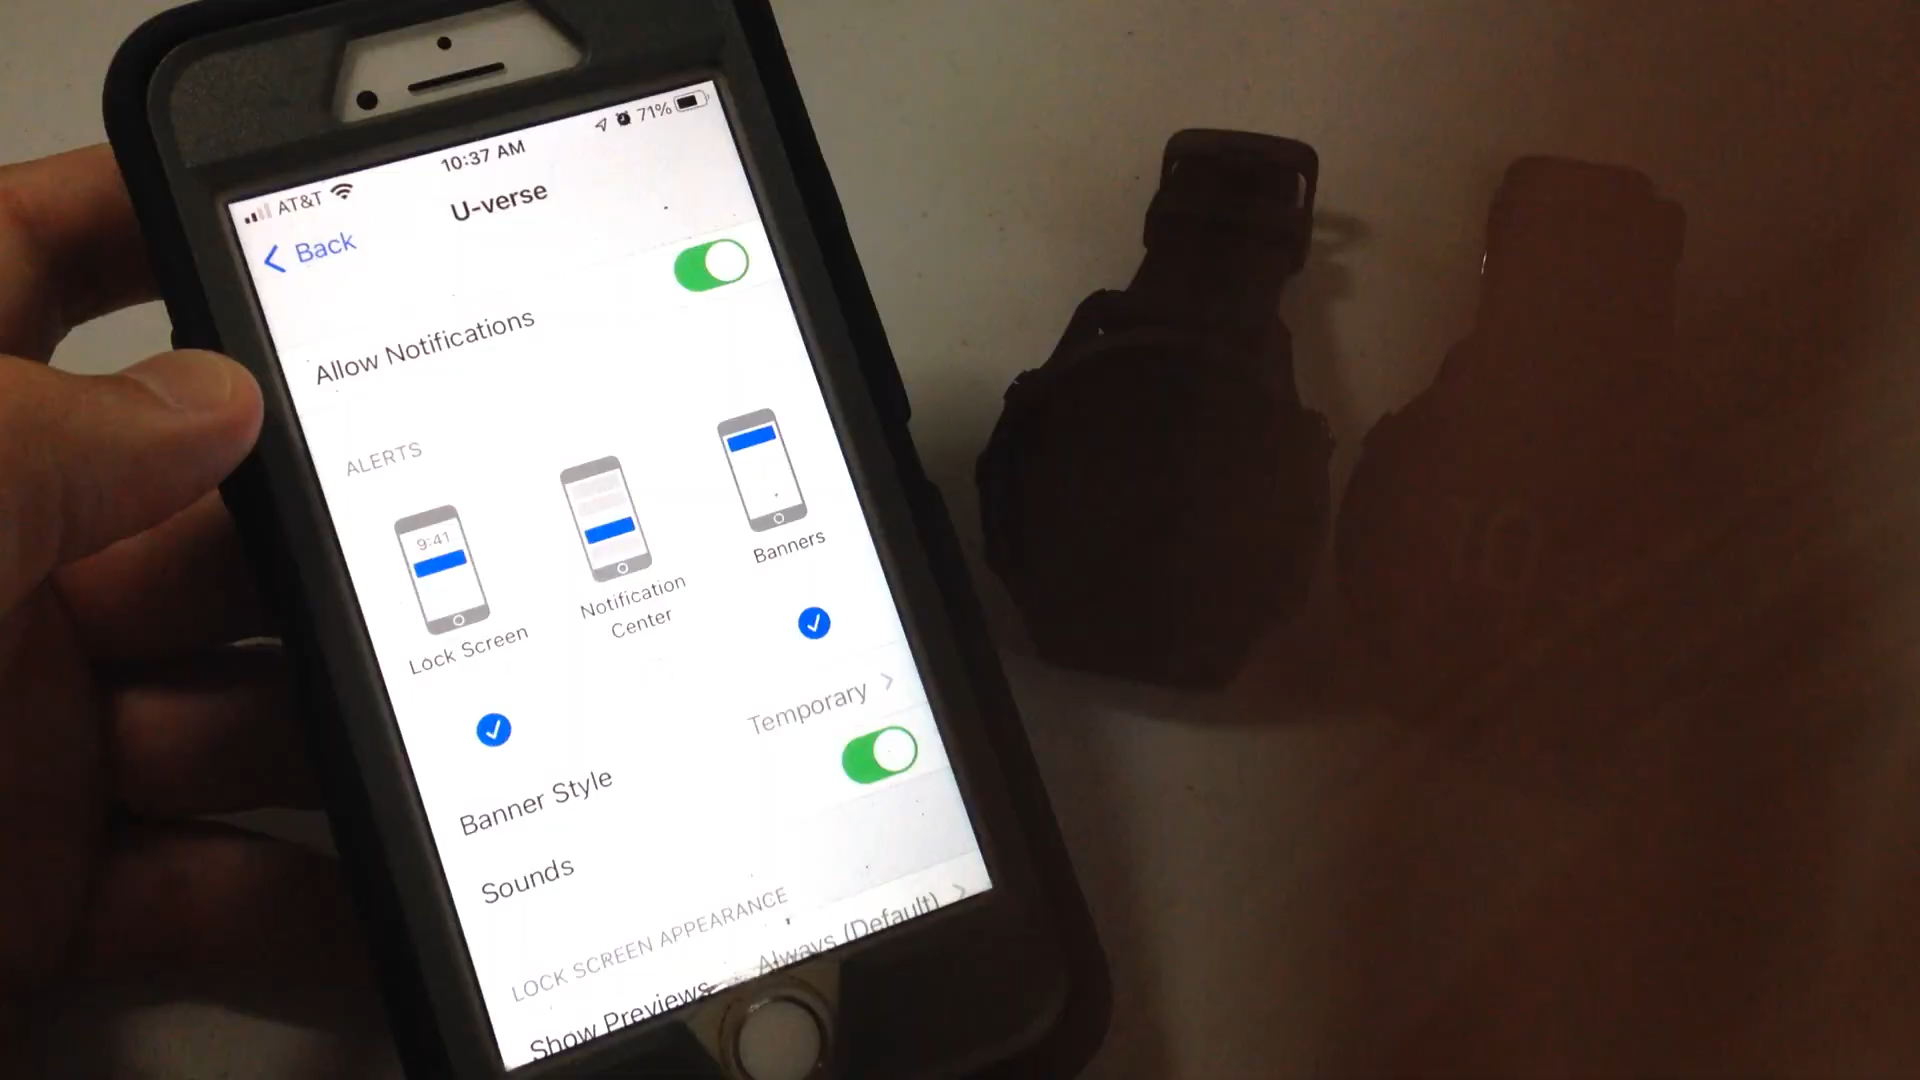 AT&T 10:37 AM 71%
Back U-verse
Allow Notifications
ALERTS
9:41
Lock Screen
Notification
Center
Banners
Banner Style Temporary
Sounds
LOCK SCREEN APPEARANCE
Show Previews Always (Default)